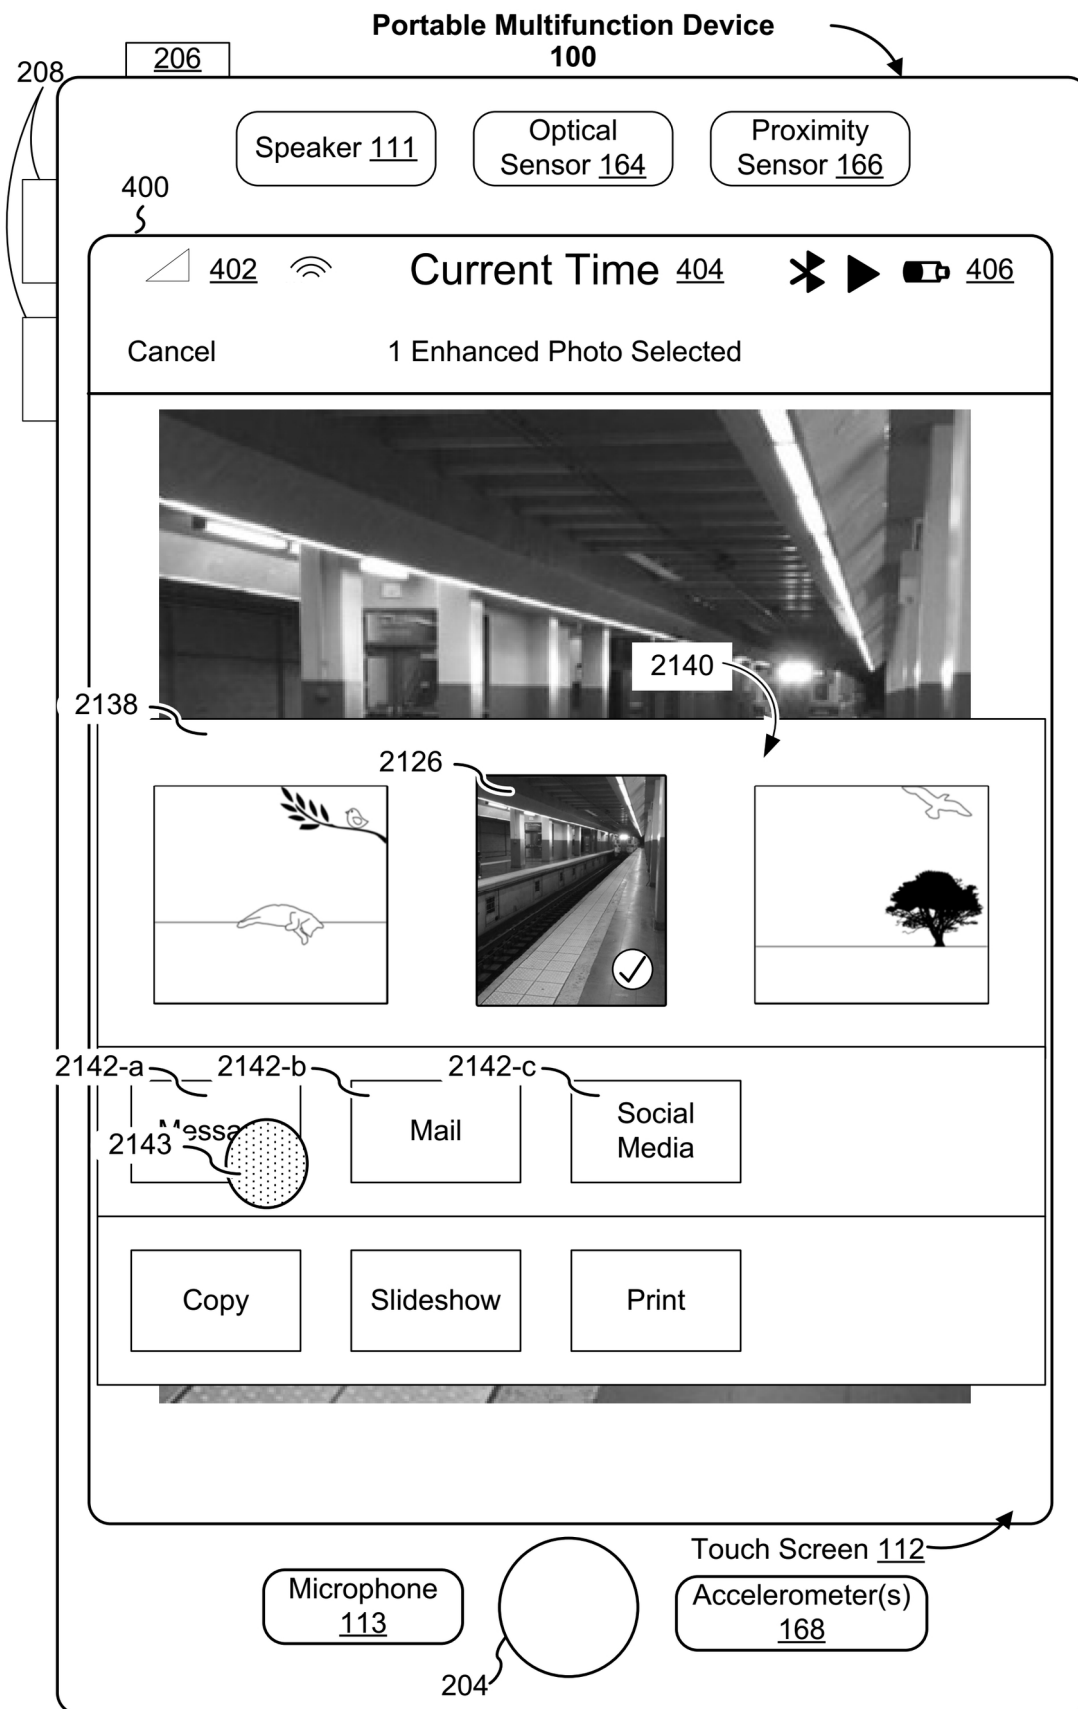 Portable Multifunction Device
100
206
208
Speaker 111
Optical
Sensor 164
Proximity
Sensor 166
400
402
Current Time 404
406
Cancel
1 Enhanced Photo Selected
2140
2138
2126
2142-a
2142-b
2142-c
Messa
Mail
Social
Media
2143
Copy
Slideshow
Print
Touch Screen 112
Microphone
113
Accelerometer(s)
168
204